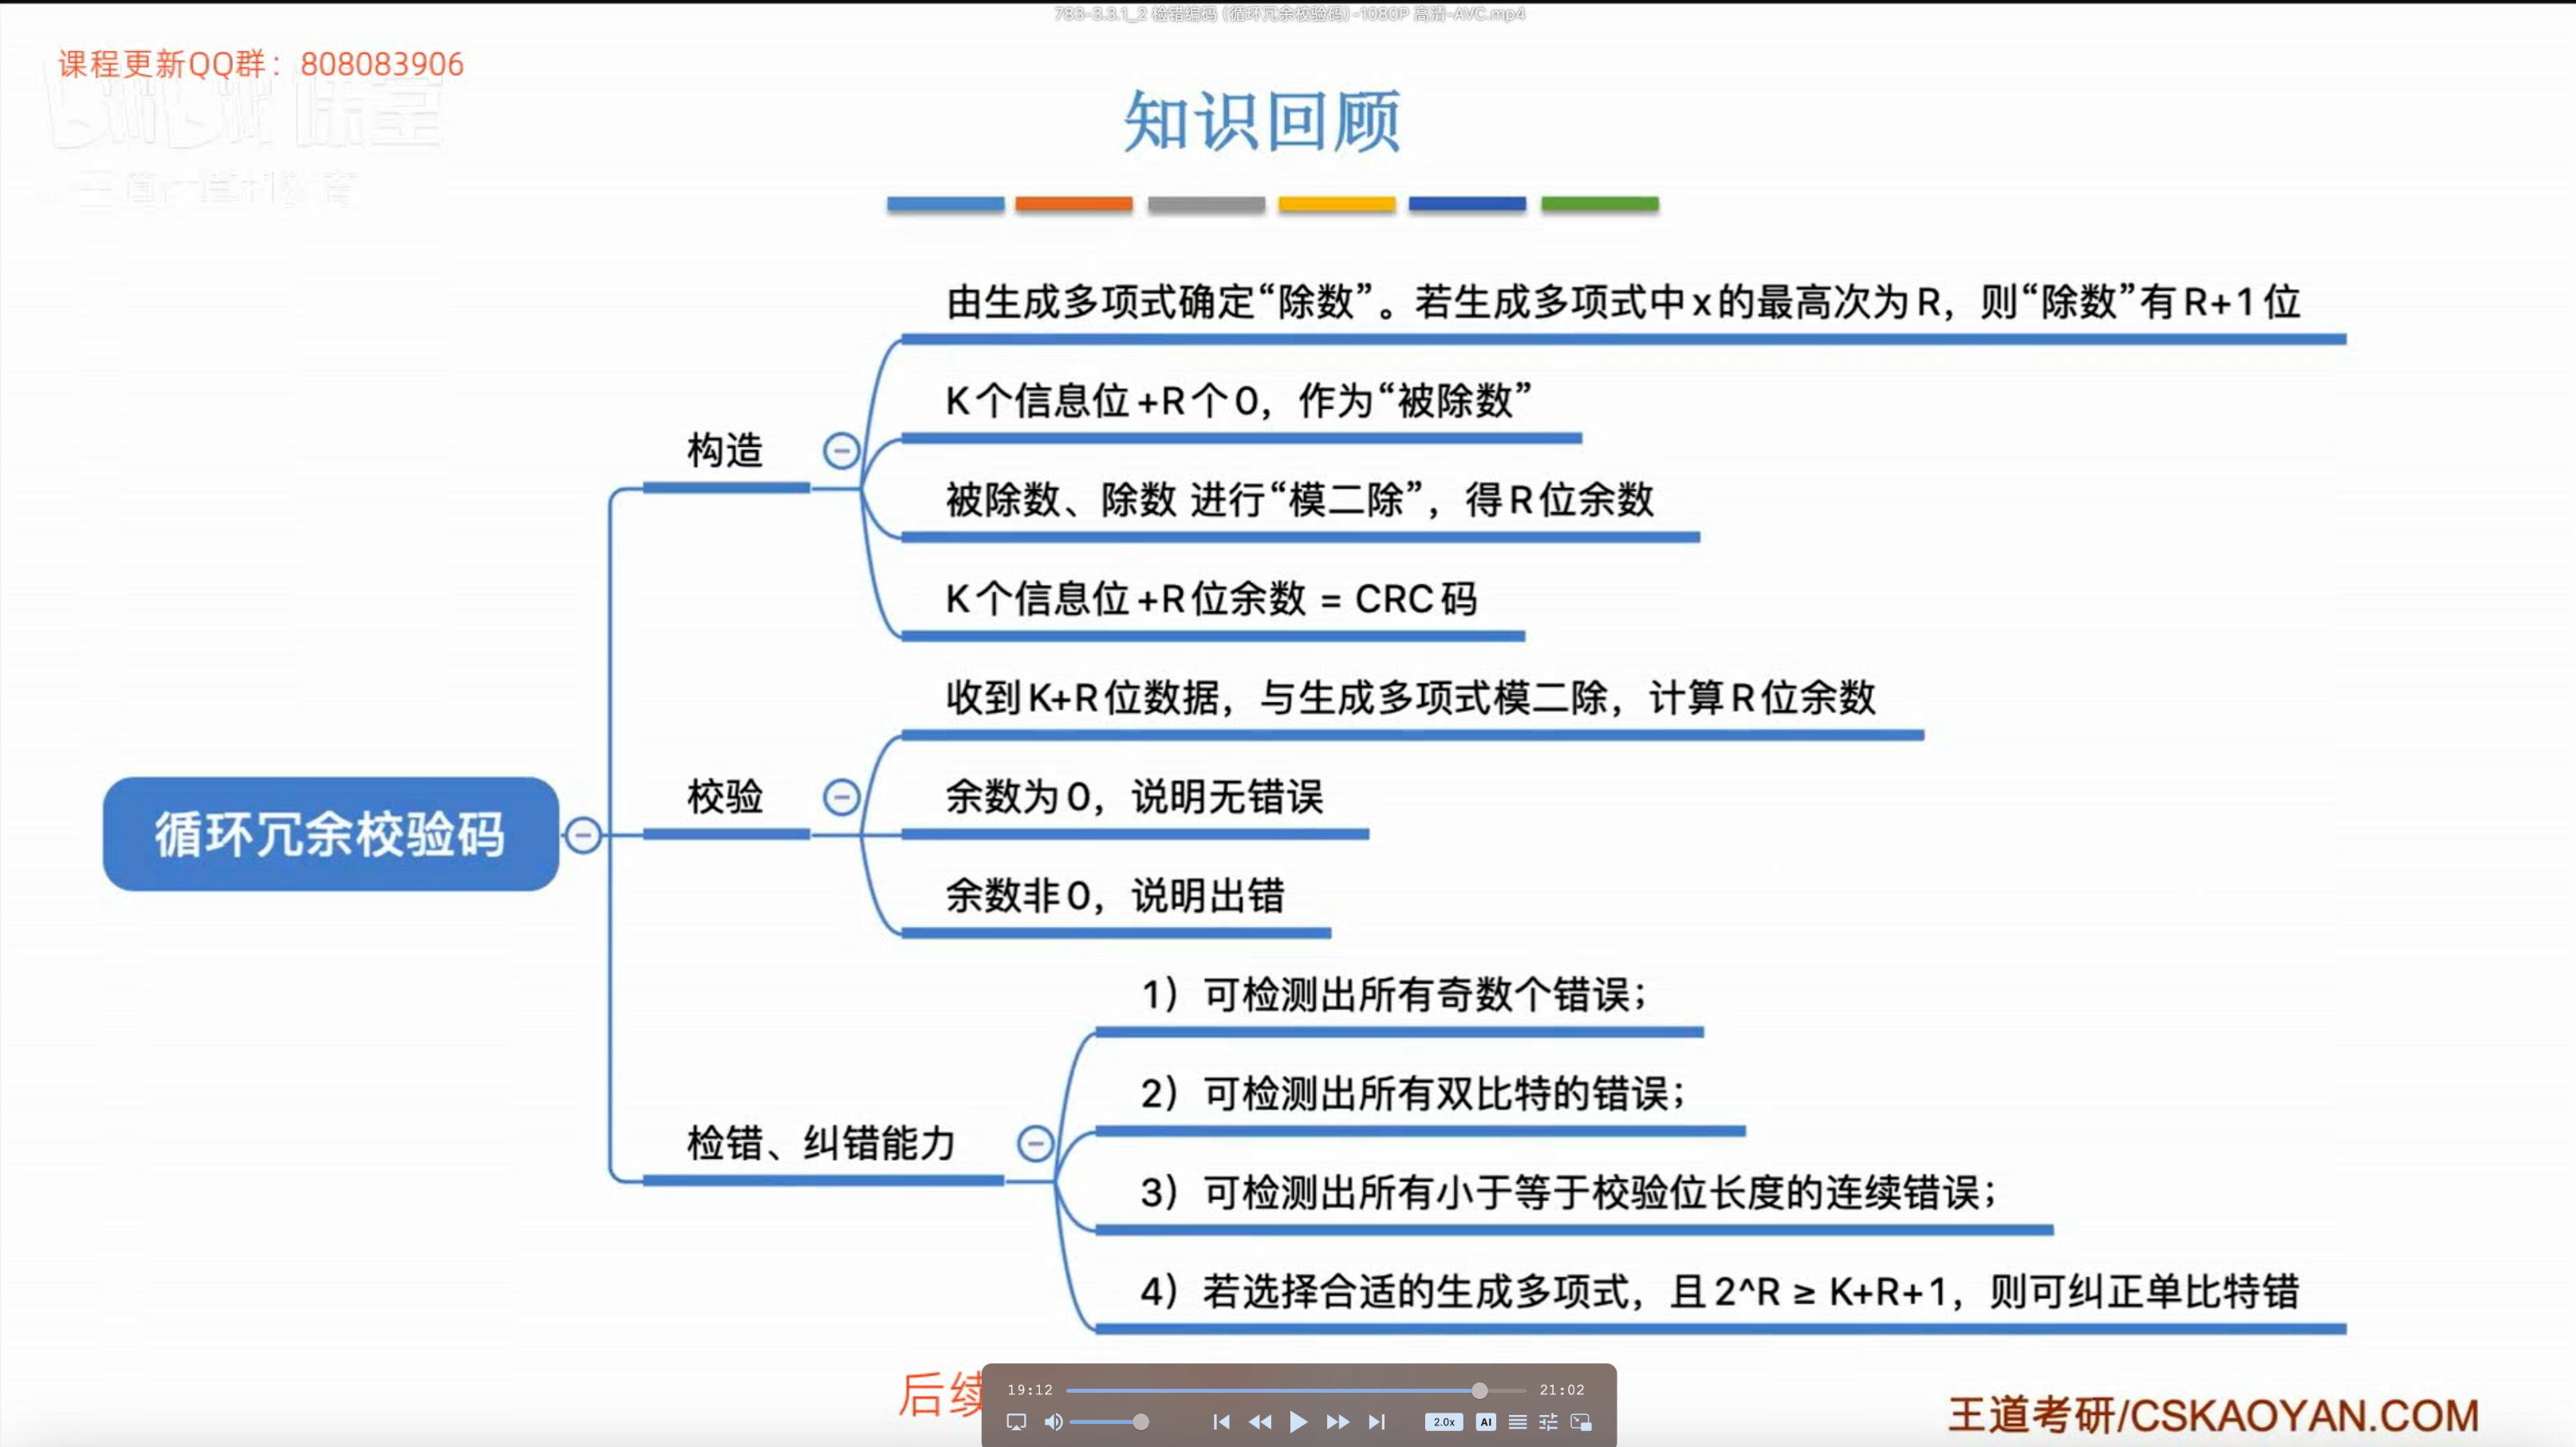 783-3.3.1_2 检错编码 (循环冗余校验码)-1080P 高清-AVC.mp4
课程更新QQ群：808083906
bilibili 课堂
王道计算机教育
知识回顾
由生成多项式确定“除数”。若生成多项式中x的最高次为R，则“除数”有R+1位
K个信息位+R个0，作为“被除数”
构造
被除数、除数 进行“模二除”，得R位余数
K个信息位+R位余数 = CRC码
收到K+R位数据，与生成多项式模二除，计算R位余数
校验
余数为0，说明无错误
循环冗余校验码
余数非0，说明出错
1）可检测出所有奇数个错误；
2）可检测出所有双比特的错误；
检错、纠错能力
3）可检测出所有小于等于校验位长度的连续错误；
4）若选择合适的生成多项式，且2^R ≥ K+R+1，则可纠正单比特错
后续
19:12
21:02
2.0x
AI
王道考研/CSKAOYAN.COM